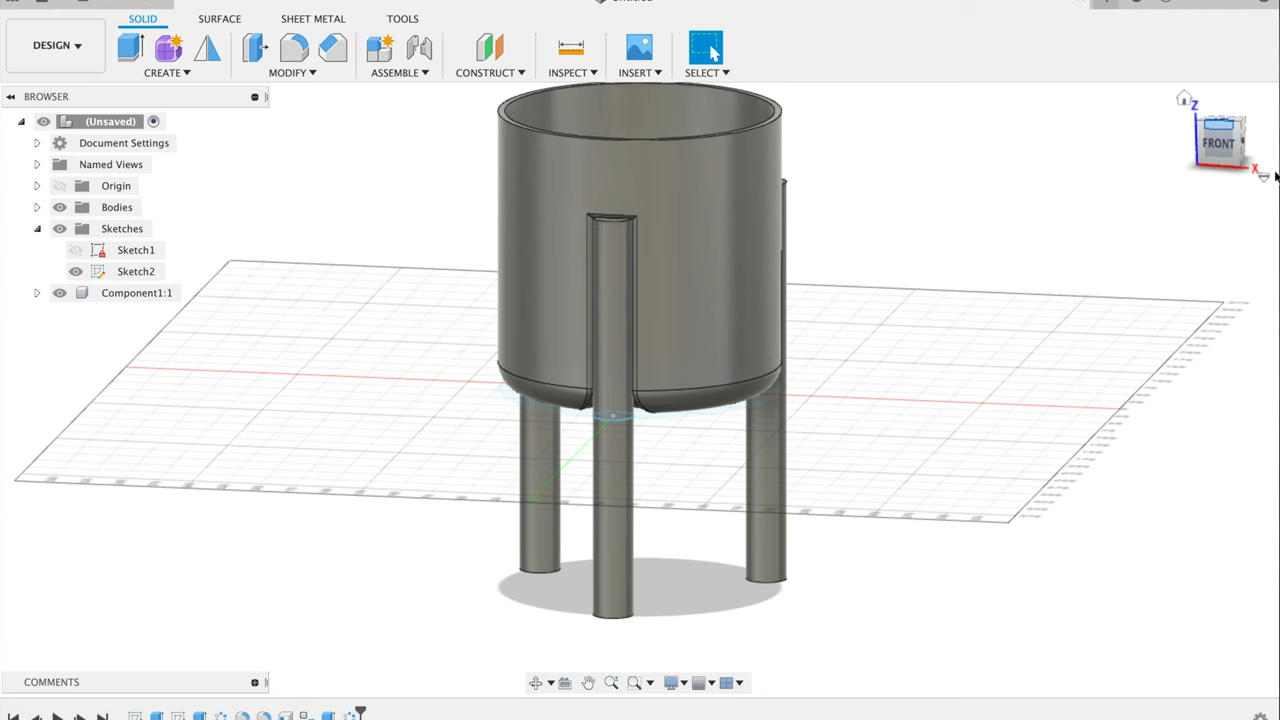 SOLID SURFACE SHEET METAL TOOLS
DESIGN
CREATE MODIFY ASSEMBLE CONSTRUCT INSPECT INSERT SELECT
BROWSER
(Unsaved)
Document Settings
Named Views
Origin
Bodies
Sketches
Sketch1
Sketch2
Component1:1
Z
FRONT
X
COMMENTS